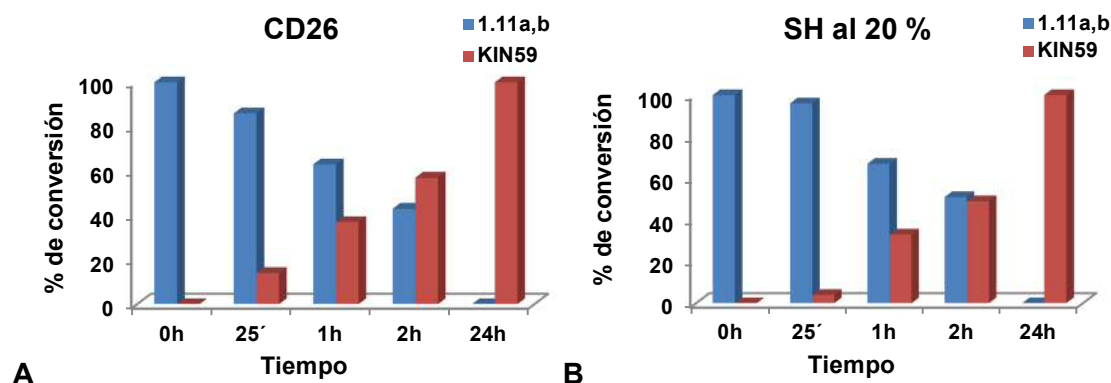 CD26
1.11a,b
KIN59
% de conversión
100
80
60
40
20
0
0h 25´ 1h 2h 24h
Tiempo
A
SH al 20 %
1.11a,b
KIN59
% de conversión
100
80
60
40
20
0
0h 25´ 1h 2h 24h
Tiempo
B